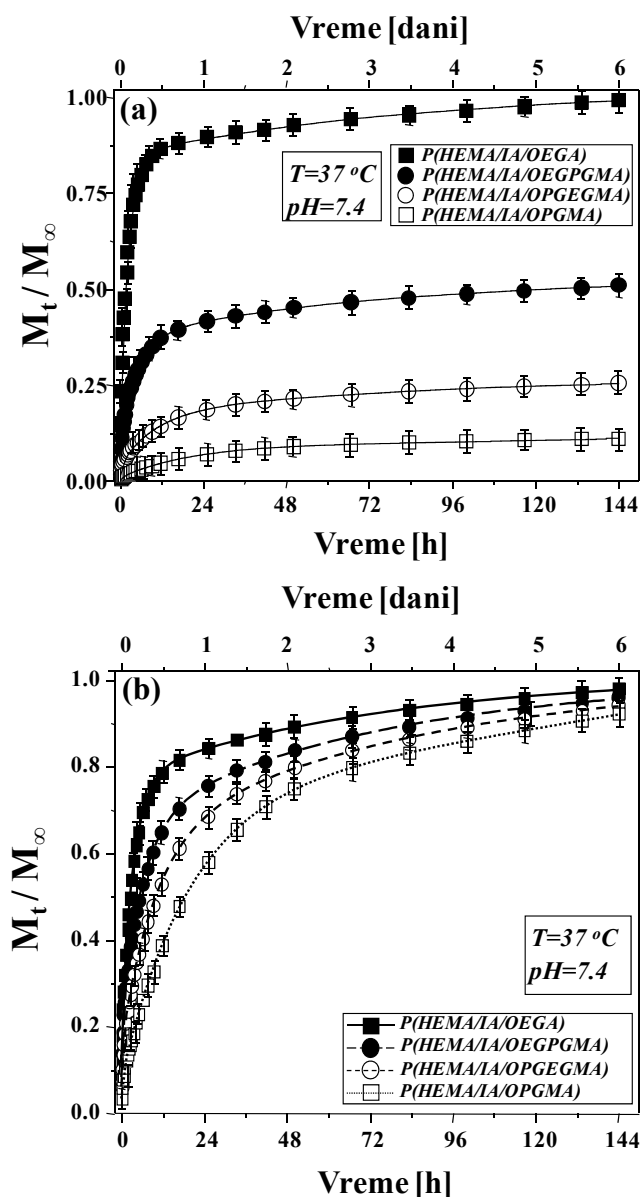 Vreme [dani]
0 1 2 3 4 5 6
(a)
1.00
0.75
0.50
0.25
0.00
M_t / M_∞
T=37 °C
pH=7.4
P(HEMA/IA/OEGA)
P(HEMA/IA/OEGPGMA)
P(HEMA/IA/OPGEGMA)
P(HEMA/IA/OPGMA)
0 24 48 72 96 120 144
Vreme [h]
Vreme [dani]
0 1 2 3 4 5 6
(b)
1.0
0.8
0.6
0.4
0.2
0.0
M_t / M_∞
T=37 °C
pH=7.4
P(HEMA/IA/OEGA)
P(HEMA/IA/OEGPGMA)
P(HEMA/IA/OPGEGMA)
P(HEMA/IA/OPGMA)
0 24 48 72 96 120 144
Vreme [h]